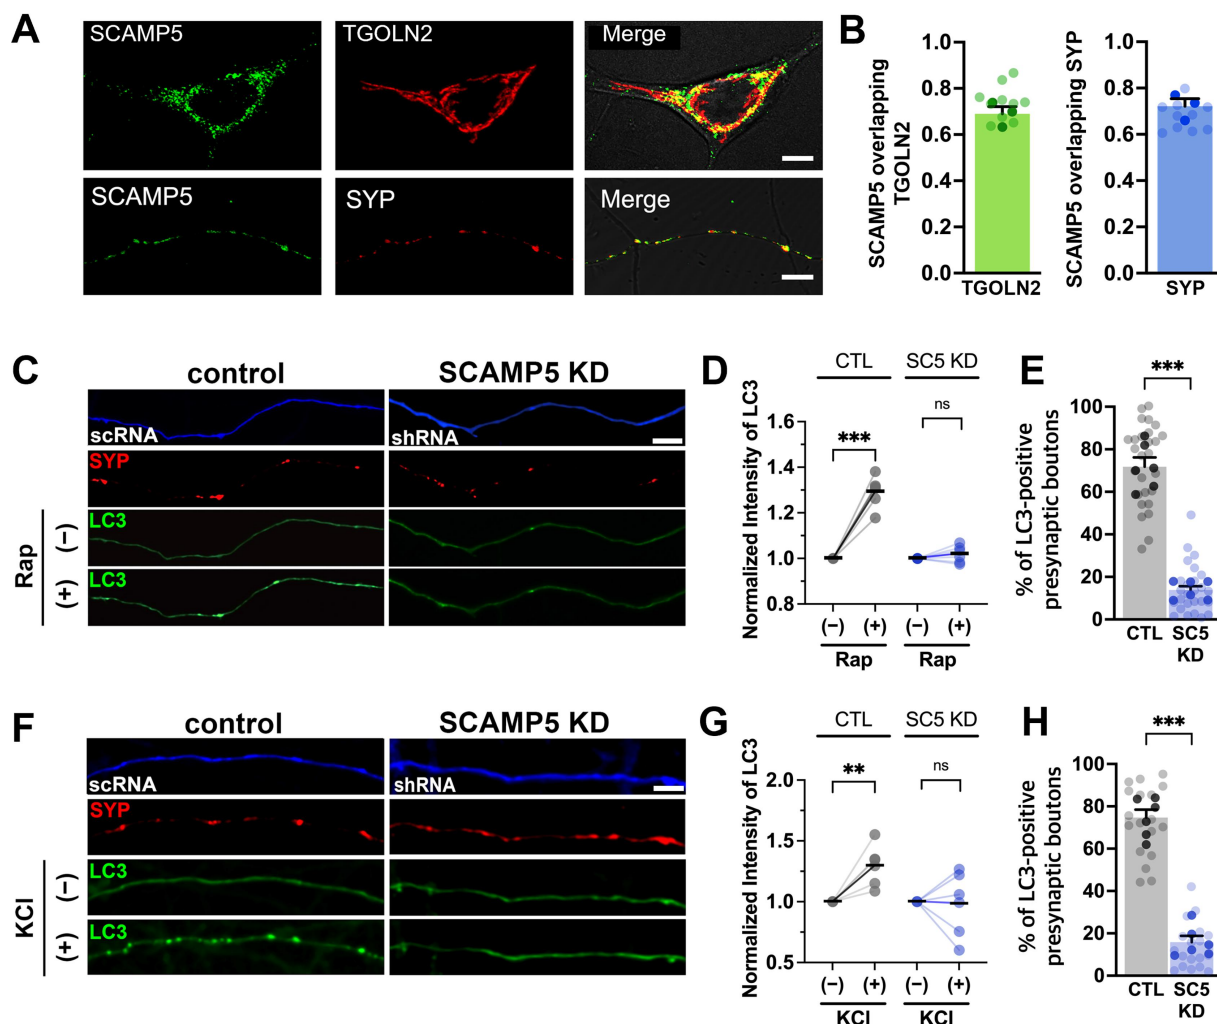 A
SCAMP5
TGOLN2
Merge
SCAMP5
SYP
Merge
B
SCAMP5 overlapping
TGOLN2
1.0
0.8
0.6
0.4
0.2
0.0
TGOLN2
SCAMP5 overlapping SYP
1.0
0.8
0.6
0.4
0.2
0.0
SYP
C
control
SCAMP5 KD
scRNA
shRNA
SYP
Rap
(−)
LC3
(+)
LC3
D
CTL
SC5 KD
Normalized Intensity of LC3
1.6
1.4
1.2
1.0
0.8
***
ns
(−)
(+)
(−)
(+)
Rap
Rap
E
***
% of LC3-positive
presynaptic boutons
100
80
60
40
20
0
CTL
SC5
KD
F
control
SCAMP5 KD
scRNA
shRNA
SYP
KCl
(−)
LC3
(+)
LC3
G
CTL
SC5 KD
Normalized Intensity of LC3
2.0
1.5
1.0
0.5
**
ns
(−)
(+)
(−)
(+)
KCl
KCl
H
***
% of LC3-positive
presynaptic boutons
100
80
60
40
20
0
CTL
SC5
KD